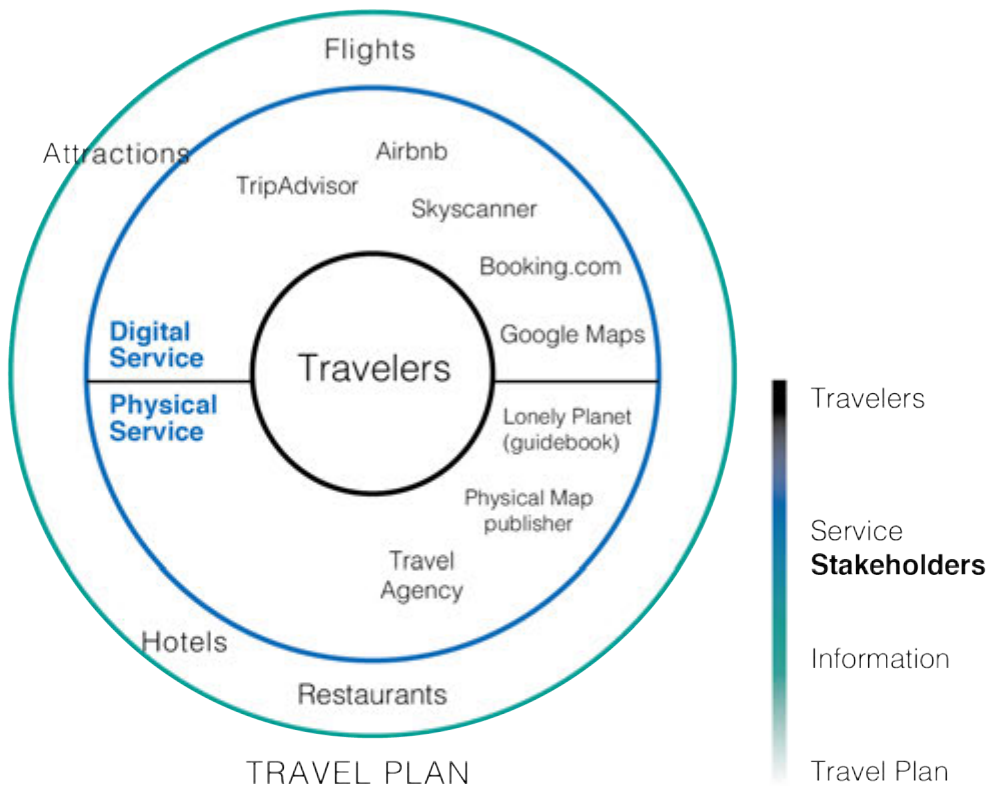 Flights
Attractions
Airbnb
TripAdvisor
Skyscanner
Booking.com
Digital
Service
Google Maps
Travelers
Physical
Service
Lonely Planet
(guidebook)
Physical Map
publisher
Travel
Agency
Hotels
Restaurants
TRAVEL PLAN
Travelers
Service
Stakeholders
Information
Travel Plan